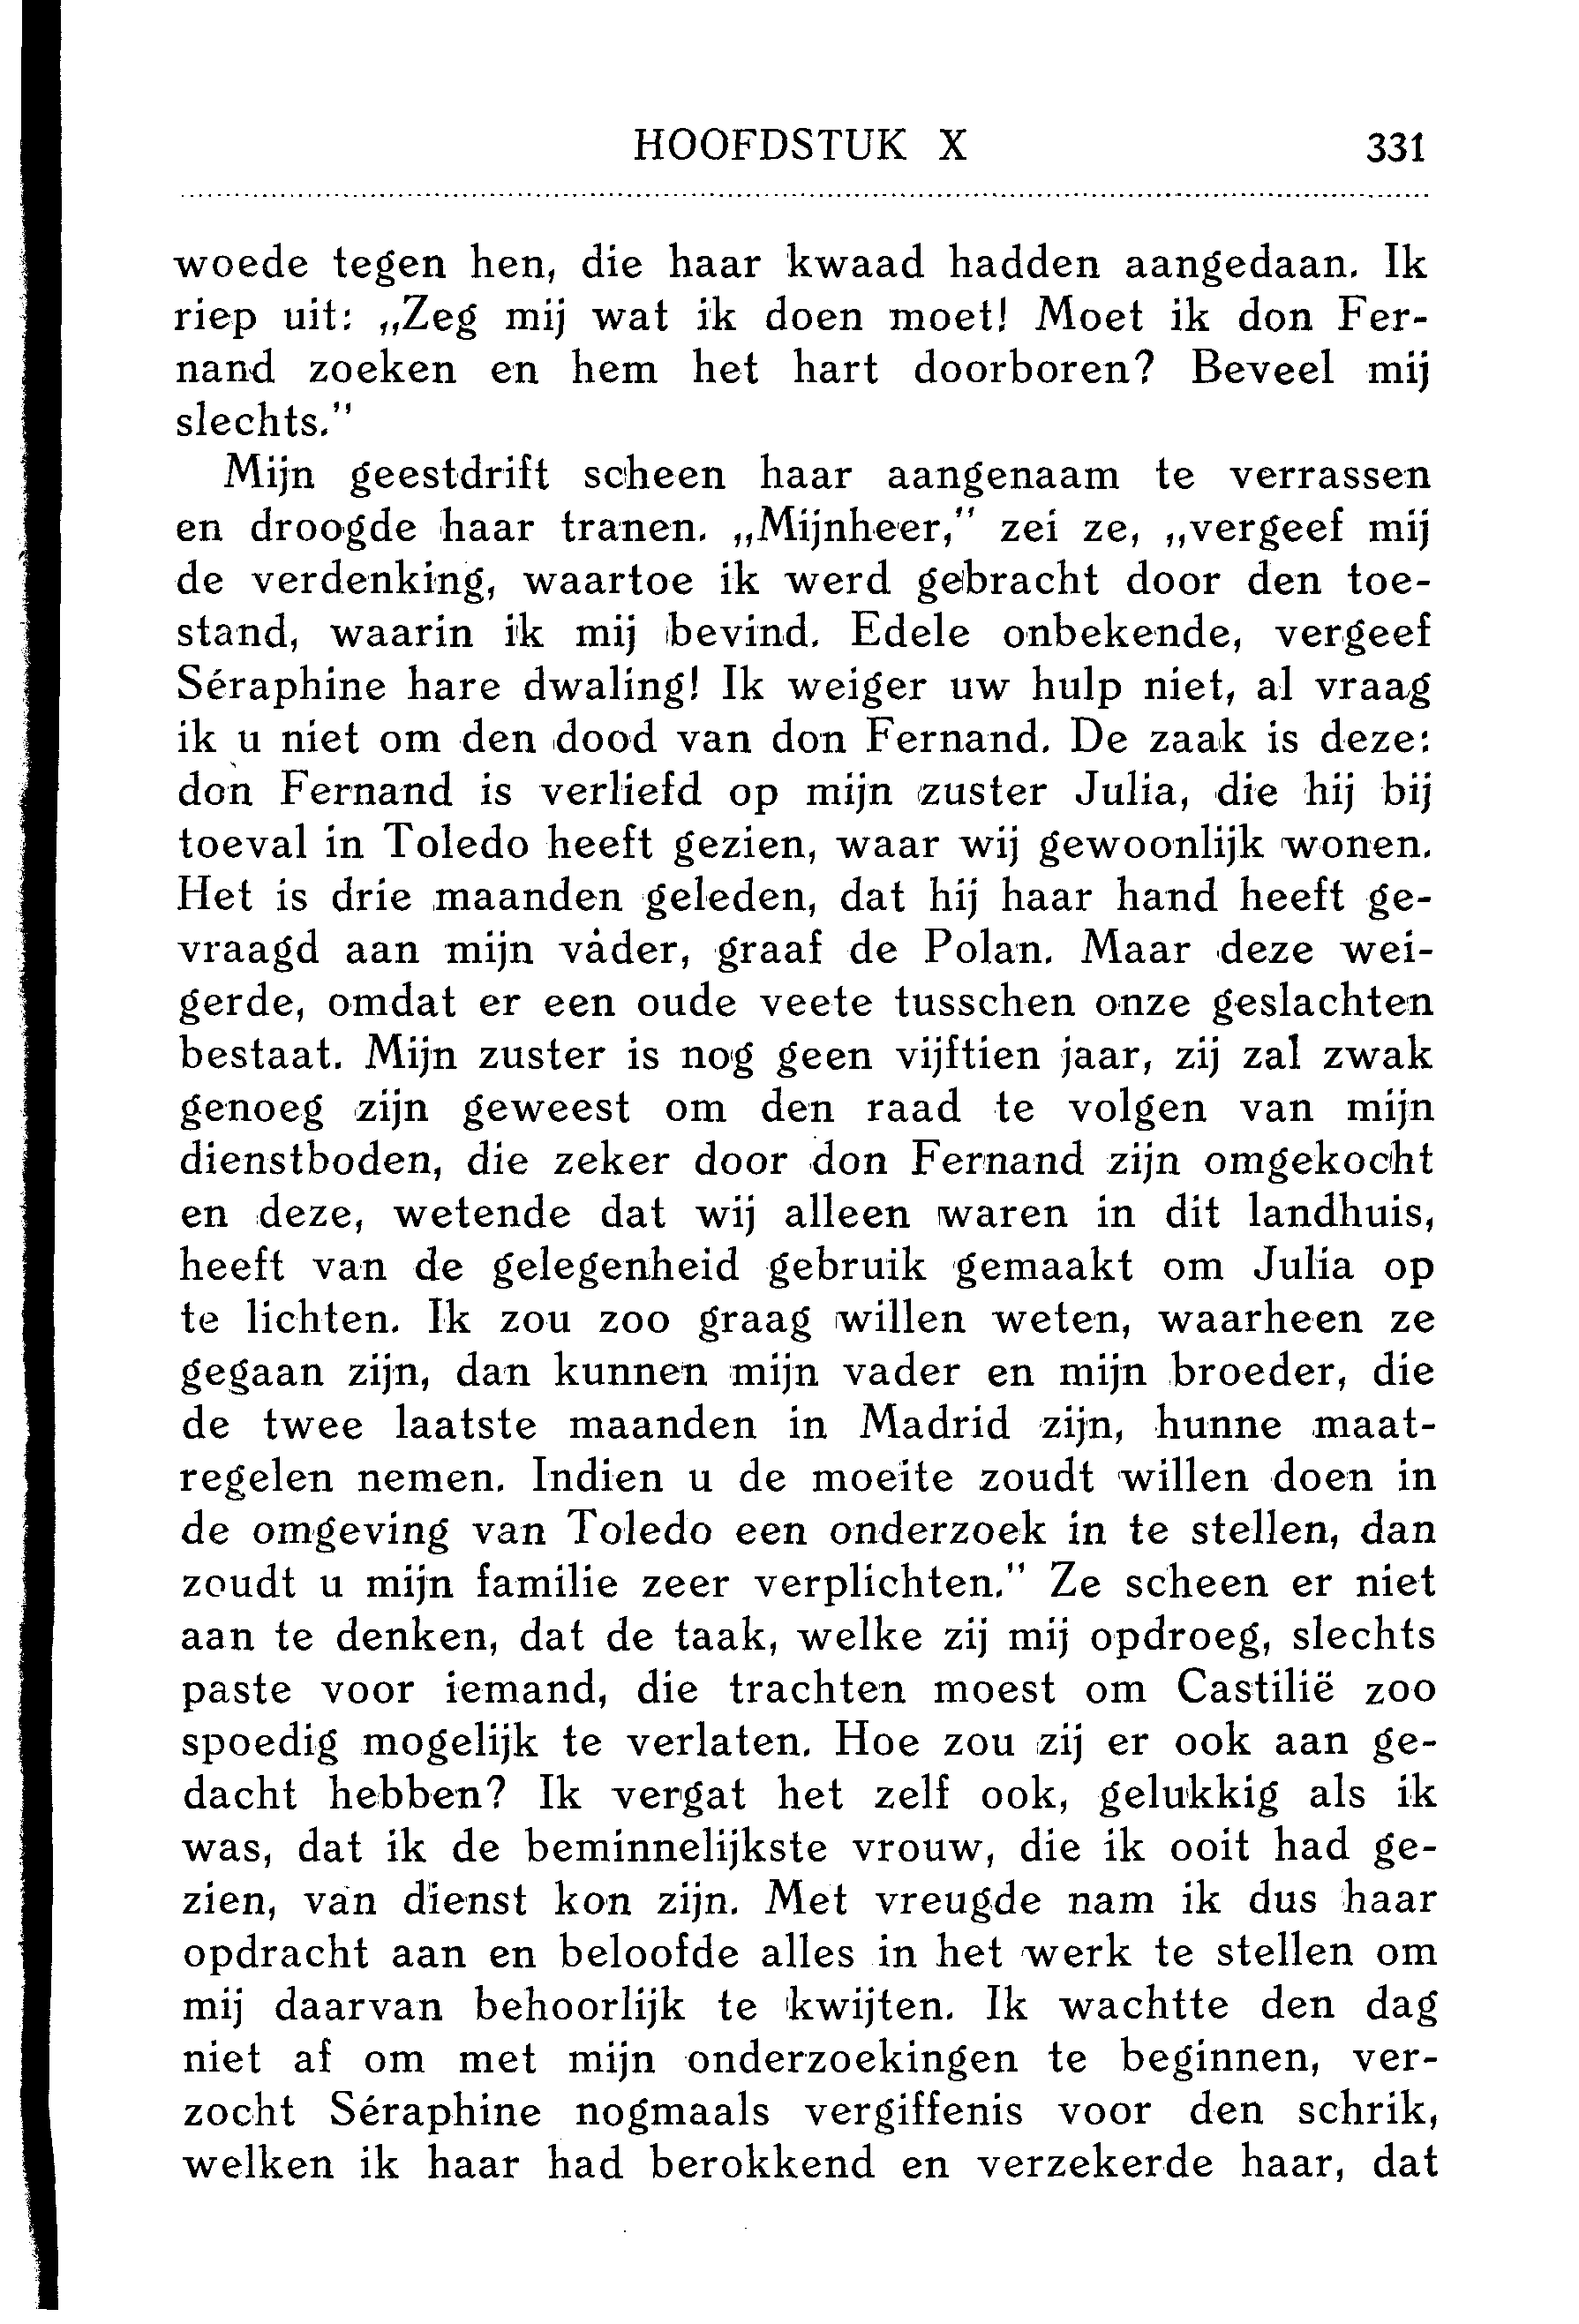 HOOFDSTUK X 331
woede tegen hen, die haar kwaad hadden aangedaan. Ik
riep uit: „Zeg mij wat ik doen moet! Moet ik don Fer-
nand zoeken en hem het hart doorboren? Beveel mij
slechts.”
Mijn geestdrift scheen haar aangenaam te verrassen
en droogde haar tranen. „Mijnheer,” zei ze, „vergeef mij
de verdenking, waartoe ik werd gebracht door den toe-
stand, waarin ik mij bevind. Edele onbekende, vergeef
Séraphine hare dwaling! Ik weiger uw hulp niet, al vraag
ik u niet om den dood van don Fernand. De zaak is deze:
don Fernand is verliefd op mijn zuster Julia, die hij bij
toeval in Toledo heeft gezien, waar wij gewoonlijk wonen.
Het is drie maanden geleden, dat hij haar hand heeft ge-
vraagd aan mijn vader, graaf de Polan. Maar deze wei-
gerde, omdat er een oude veete tusschen onze geslachten
bestaat. Mijn zuster is nog geen vijftien jaar, zij zal zwak
genoeg zijn geweest om den raad te volgen van mijn
dienstboden, die zeker door don Fernand zijn omgekocht
en deze, wetende dat wij alleen waren in dit landhuis,
heeft van de gelegenheid gebruik gemaakt om Julia op
te lichten. Ik zou zoo graag willen weten, waarheen ze
gegaan zijn, dan kunnen mijn vader en mijn broeder, die
de twee laatste maanden in Madrid zijn, hunne maat-
regelen nemen. Indien u de moeite zoudt willen doen in
de omgeving van Toledo een onderzoek in te stellen, dan
zoudt u mijn familie zeer verplichten.” Ze scheen er niet
aan te denken, dat de taak, welke zij mij opdroeg, slechts
paste voor iemand, die trachten moest om Castilië zoo
spoedig mogelijk te verlaten. Hoe zou zij er ook aan ge-
dacht hebben? Ik vergat het zelf ook, gelukkig als ik
was, dat ik de beminnelijkste vrouw, die ik ooit had ge-
zien, van dienst kon zijn. Met vreugde nam ik dus haar
opdracht aan en beloofde alles in het werk te stellen om
mij daarvan behoorlijk te kwijten. Ik wachtte den dag
niet af om met mijn onderzoekingen te beginnen, ver-
zocht Séraphine nogmaals vergiffenis voor den schrik,
welken ik haar had berokkend en verzekerde haar, dat